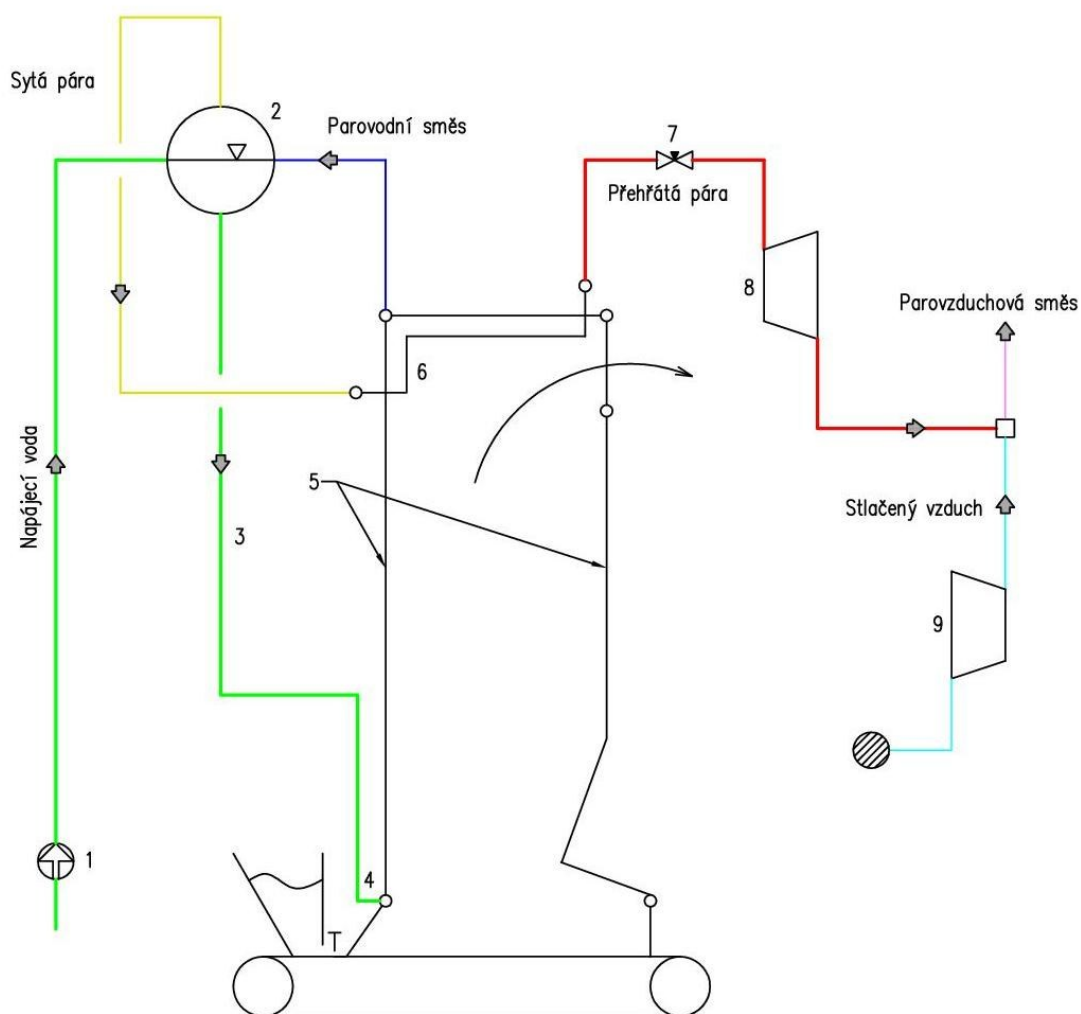 Sytá pára
2
Parovodní směs
7
Přehřátá pára
8
Parovzduchová směs
6
Napájecí voda
5
3
Stlačený vzduch
9
1
4
T